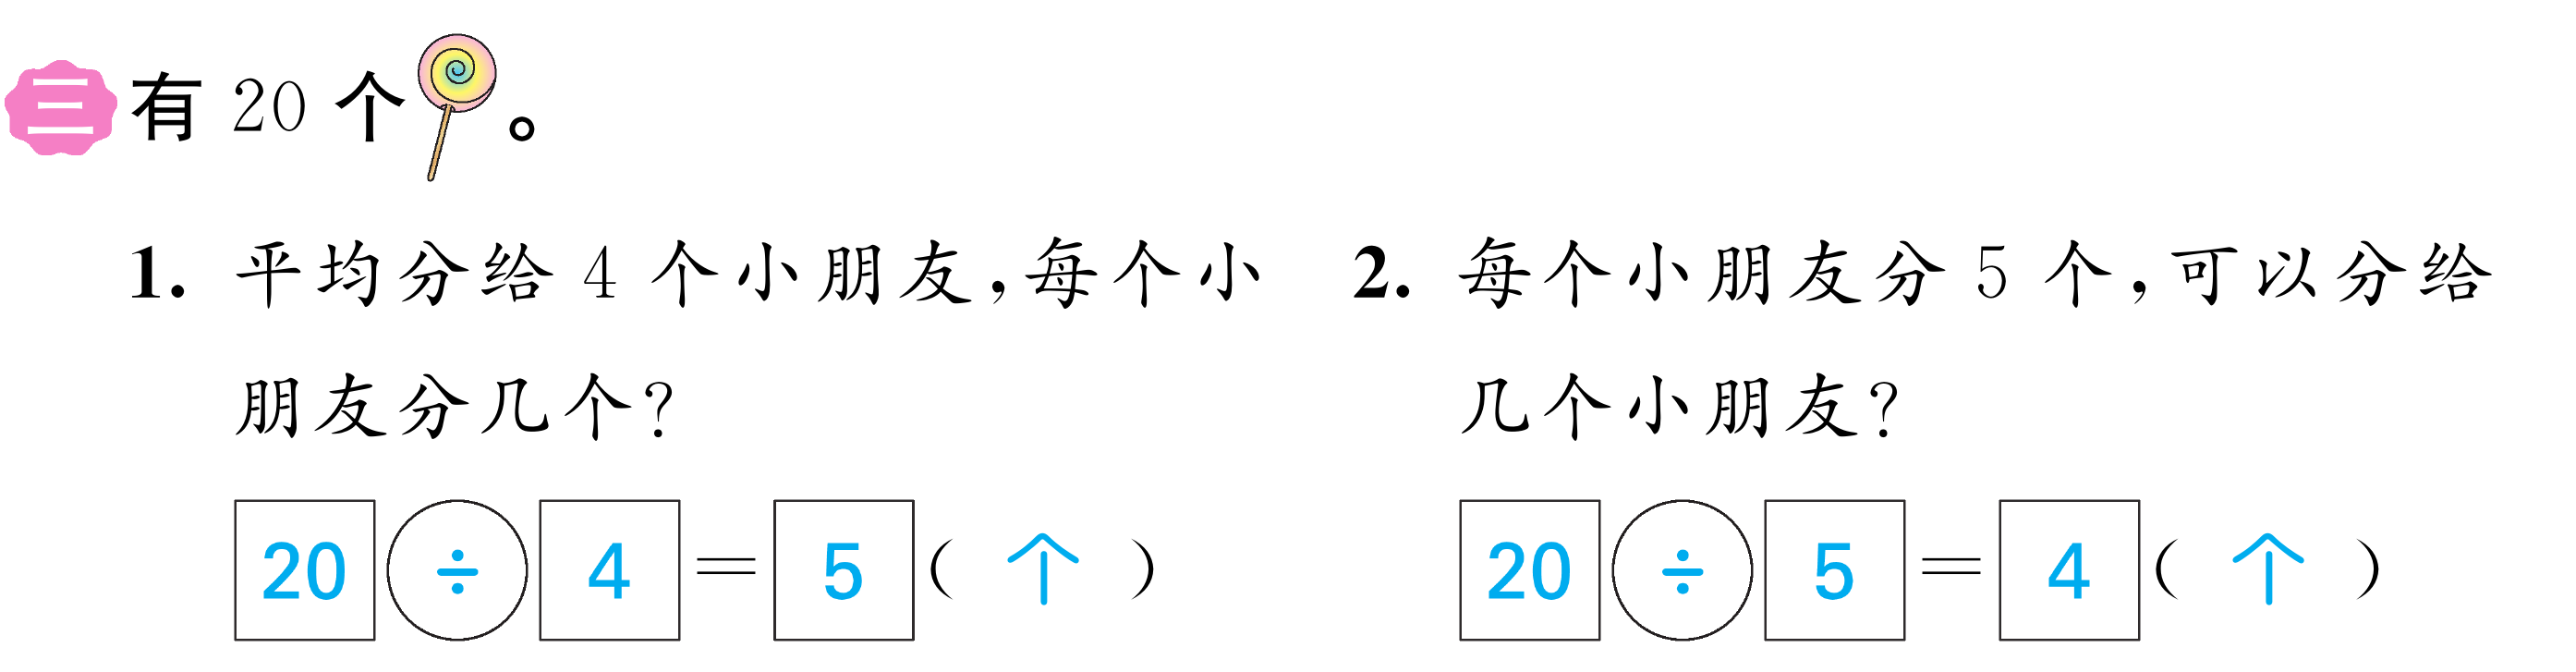 三 有 20 个 。
1. 平均分给 4 个小朋友,每个小
朋友分几个?
20 ÷ 4 = 5 ( 个 )
2. 每个小朋友分 5 个,可以分给
几个小朋友?
20 ÷ 5 = 4 ( 个 )